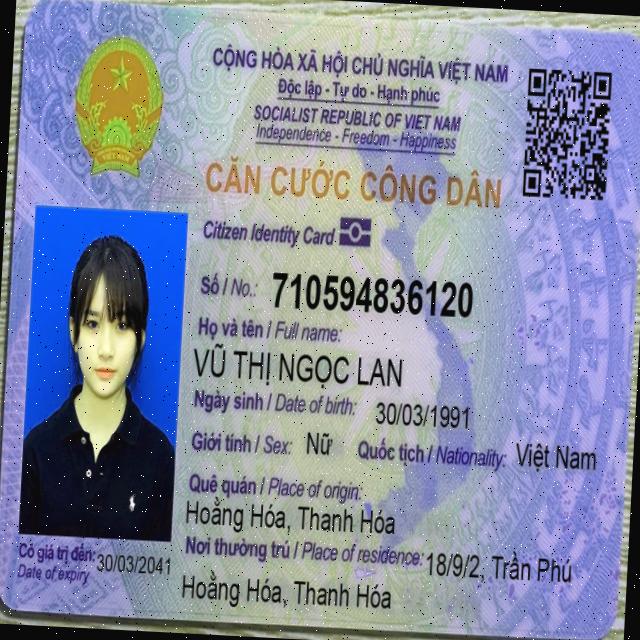 CỘNG HÒA XÃ HỘI CHỦ NGHĨA VIỆT NAM
Độc lập - Tự do - Hạnh phúc
SOCIALIST REPUBLIC OF VIET NAM
Independence - Freedom - Happiness
CĂN CƯỚC CÔNG DÂN
Citizen Identity Card
Số / No.: 710594836120
Họ và tên / Full name:
VŨ THỊ NGỌC LAN
Ngày sinh / Date of birth: 30/03/1991
Giới tính / Sex: Nữ Quốc tịch / Nationality: Việt Nam
Quê quán / Place of origin:
Hoằng Hóa, Thanh Hóa
Nơi thường trú / Place of residence: 18/9/2, Trần Phú
Hoằng Hóa, Thanh Hóa
Có giá trị đến: 30/03/2041
Date of expiry